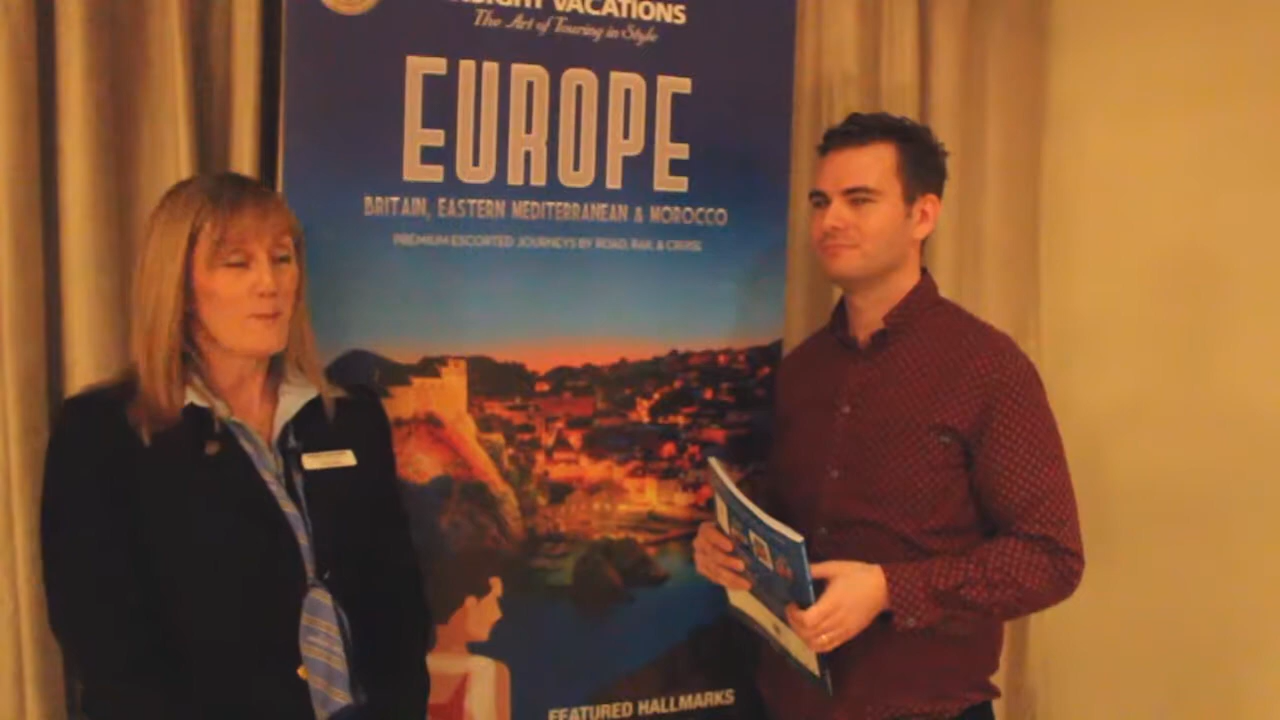 VACATIONS
The Art of Touring in Style
EUROPE
BRITAIN, EASTERN MEDITERRANEAN & MOROCCO
PREMIUM ESCORTED JOURNEYS BY ROAD, RAIL & CRUISE
FEATURED HALLMARKS